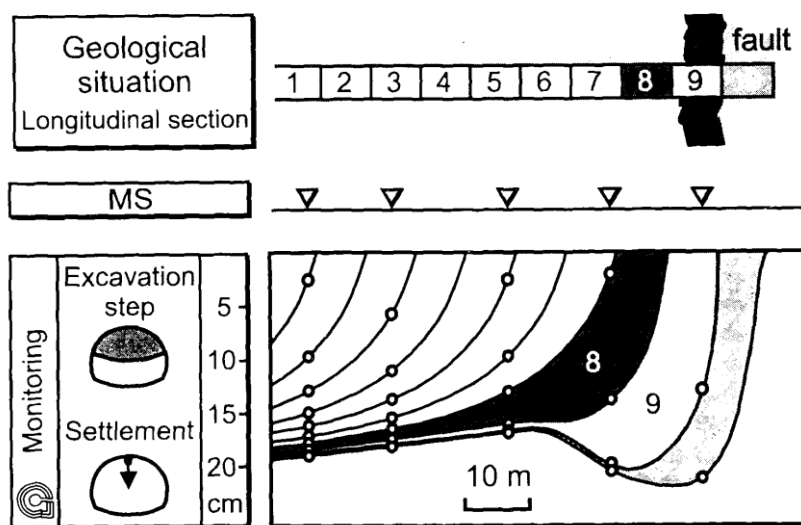 Geological
situation
Longitudinal section
1 2 3 4 5 6 7 8 9
fault
MS
Monitoring
Excavation
step
Settlement
5
10
15
20
cm
8
9
10 m